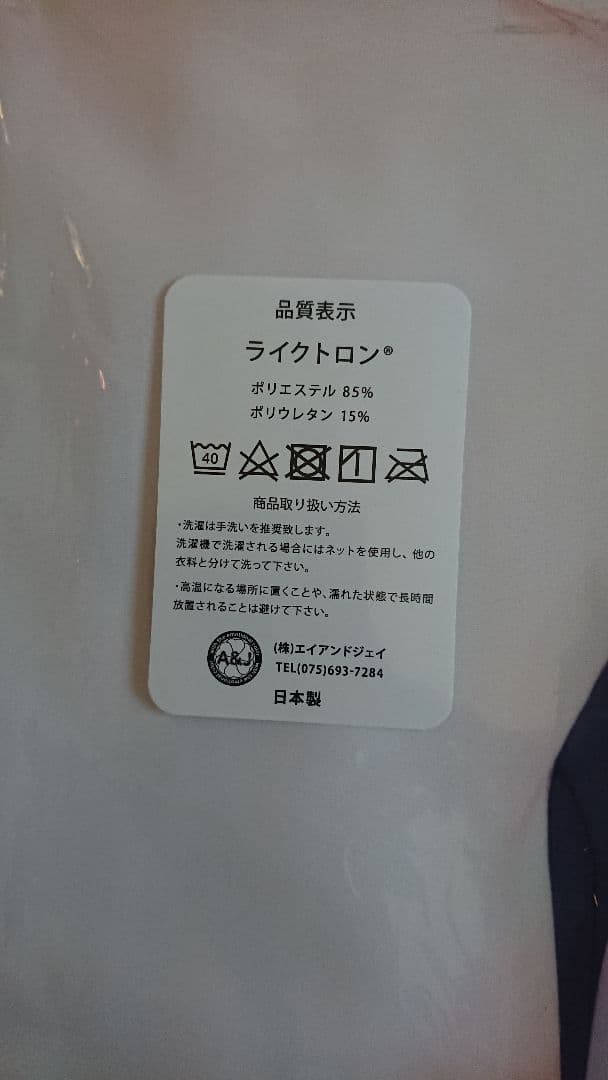 品質表示
ライクトロン®
ポリエステル 85%
ポリウレタン 15%
40
商品取り扱い方法
・洗濯は手洗いを推奨致します。
洗濯機で洗濯される場合にはネットを使用し、他の
衣料と分けて洗って下さい。
・高温になる場所に置くことや、濡れた状態で長時間
放置されることは避けて下さい。
A&J
(株)エイアンドジェイ
TEL(075)693-7284
日本製